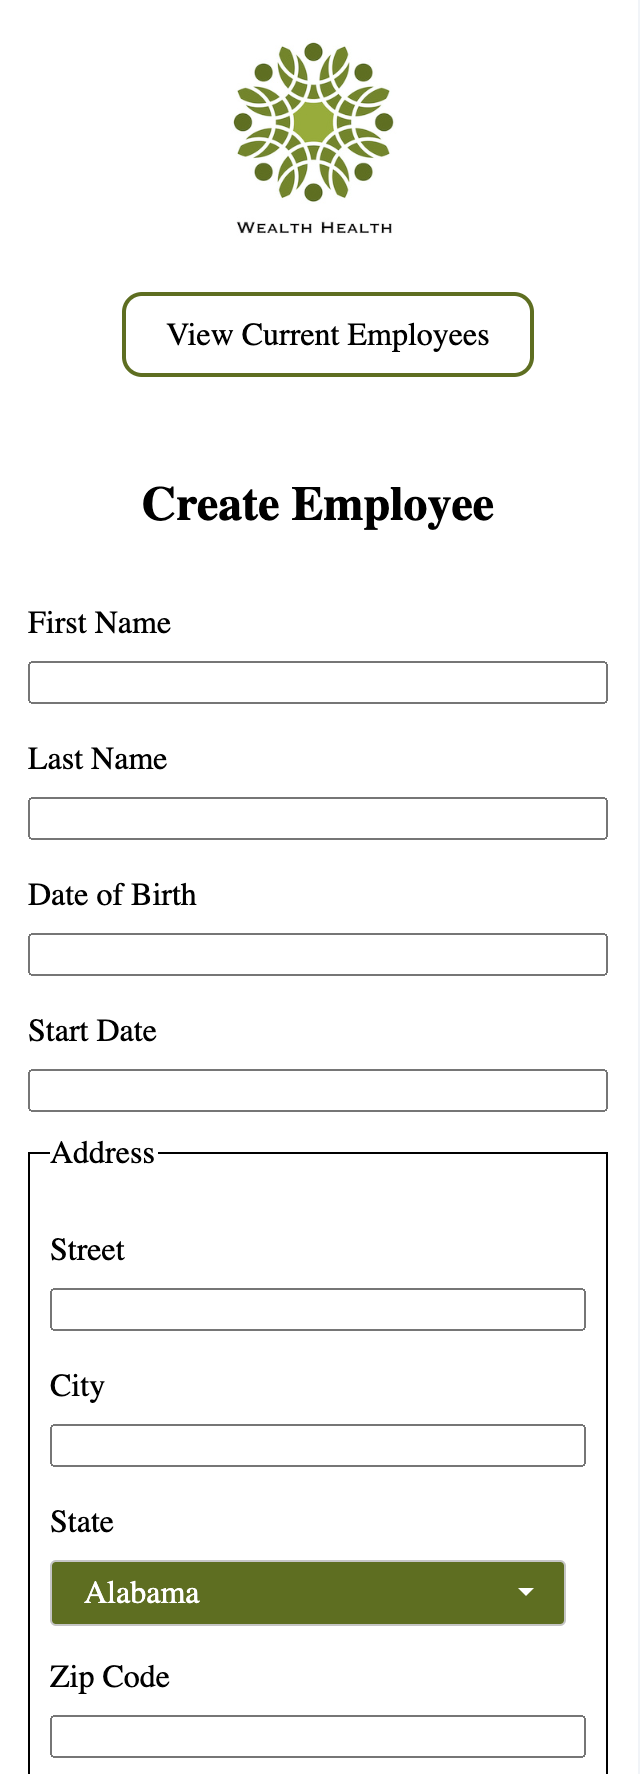 WEALTH HEALTH
View Current Employees
Create Employee
First Name
Last Name
Date of Birth
Start Date
Address
Street
City
State
Alabama
Zip Code